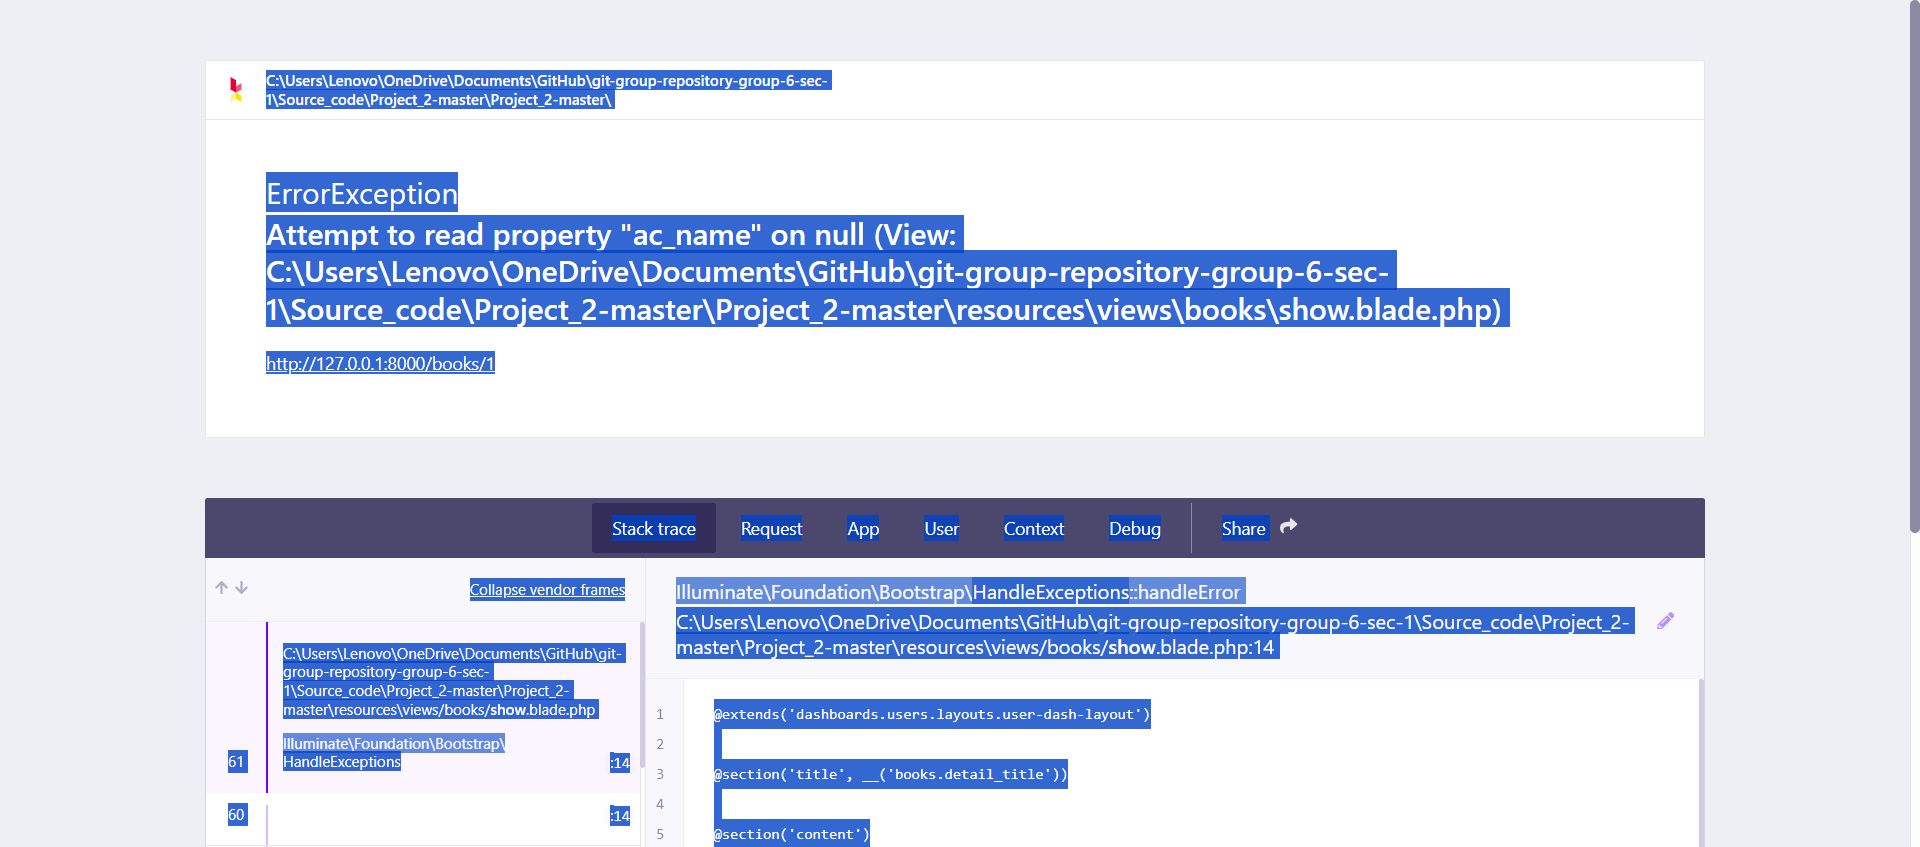 C:\Users\Lenovo\OneDrive\Documents\GitHub\git-group-repository-group-6-sec-
1\Source_code\Project_2-master\Project_2-master\
ErrorException
Attempt to read property "ac_name" on null (View:
C:\Users\Lenovo\OneDrive\Documents\GitHub\git-group-repository-group-6-sec-
1\Source_code\Project_2-master\Project_2-master\resources\views\books\show.blade.php)
http://127.0.0.1:8000/books/1
Stack trace Request App User Context Debug Share
Collapse vendor frames
C:\Users\Lenovo\OneDrive\Documents\GitHub\git-
group-repository-group-6-sec-
1\Source_code\Project_2-master\Project_2-
master\resources\views/books/show.blade.php
Illuminate\Foundation\Bootstrap\
61 HandleExceptions :14
60 :14
Illuminate\Foundation\Bootstrap\HandleExceptions::handleError
C:\Users\Lenovo\OneDrive\Documents\GitHub\git-group-repository-group-6-sec-1\Source_code\Project_2-
master\Project_2-master\resources\views/books/show.blade.php:14
1 @extends('dashboards.users.layouts.user-dash-layout')
2
3 @section('title', __('books.detail_title'))
4
5 @section('content')